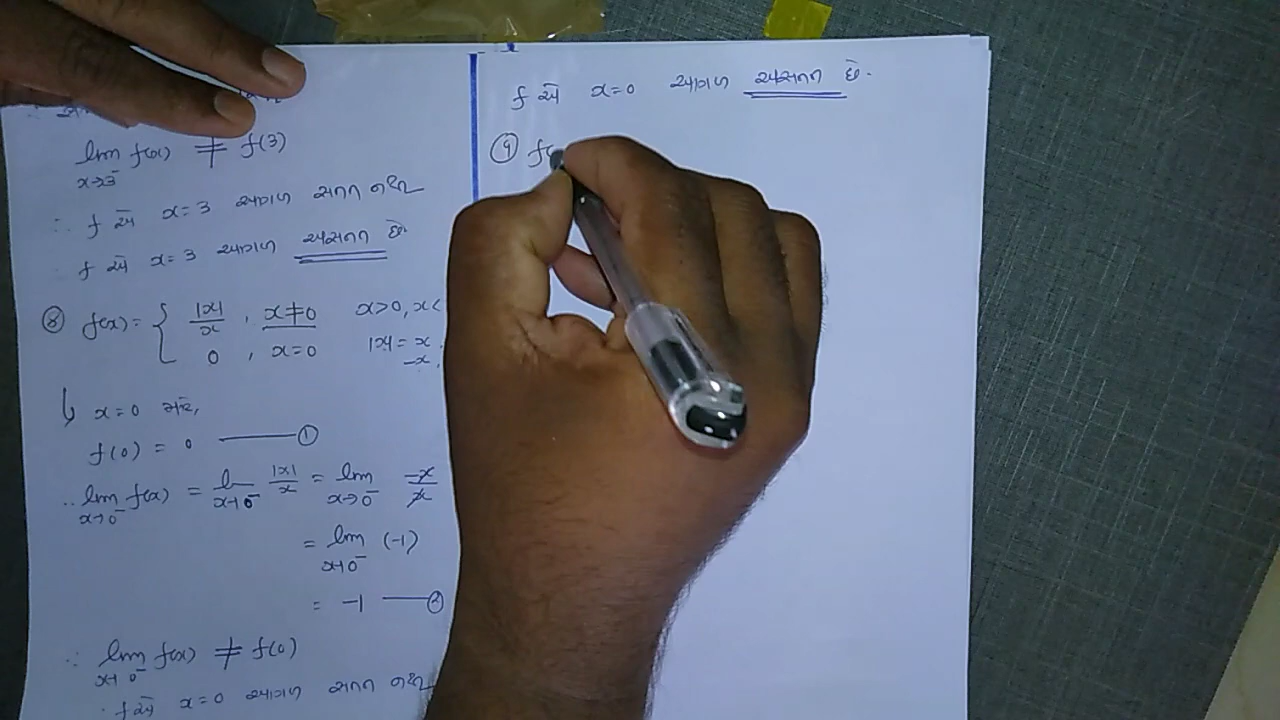 lim f(x) ≠ f(3)
x→3⁻
∴ f એ x=3 આગળ સતત નથી
f એ x=3 આગળ અસતત છે.
⑧ f(x) = { |x|/x , x≠0 x>0, x<
0 , x=0 |x| = x
-x,
↳ x=0 માટે,
f(0) = 0 —— ①
∴ lim f(x) = lim |x|/x = lim -x/x
x→0⁻ x→0⁻ x→0⁻
= lim (-1)
x→0⁻
= -1 —— ②
∴ lim f(x) ≠ f(0)
x→0⁻
∴ f એ x=0 આગળ સતત નથી
f એ x=0 આગળ અસતત છે.
⑨ f(